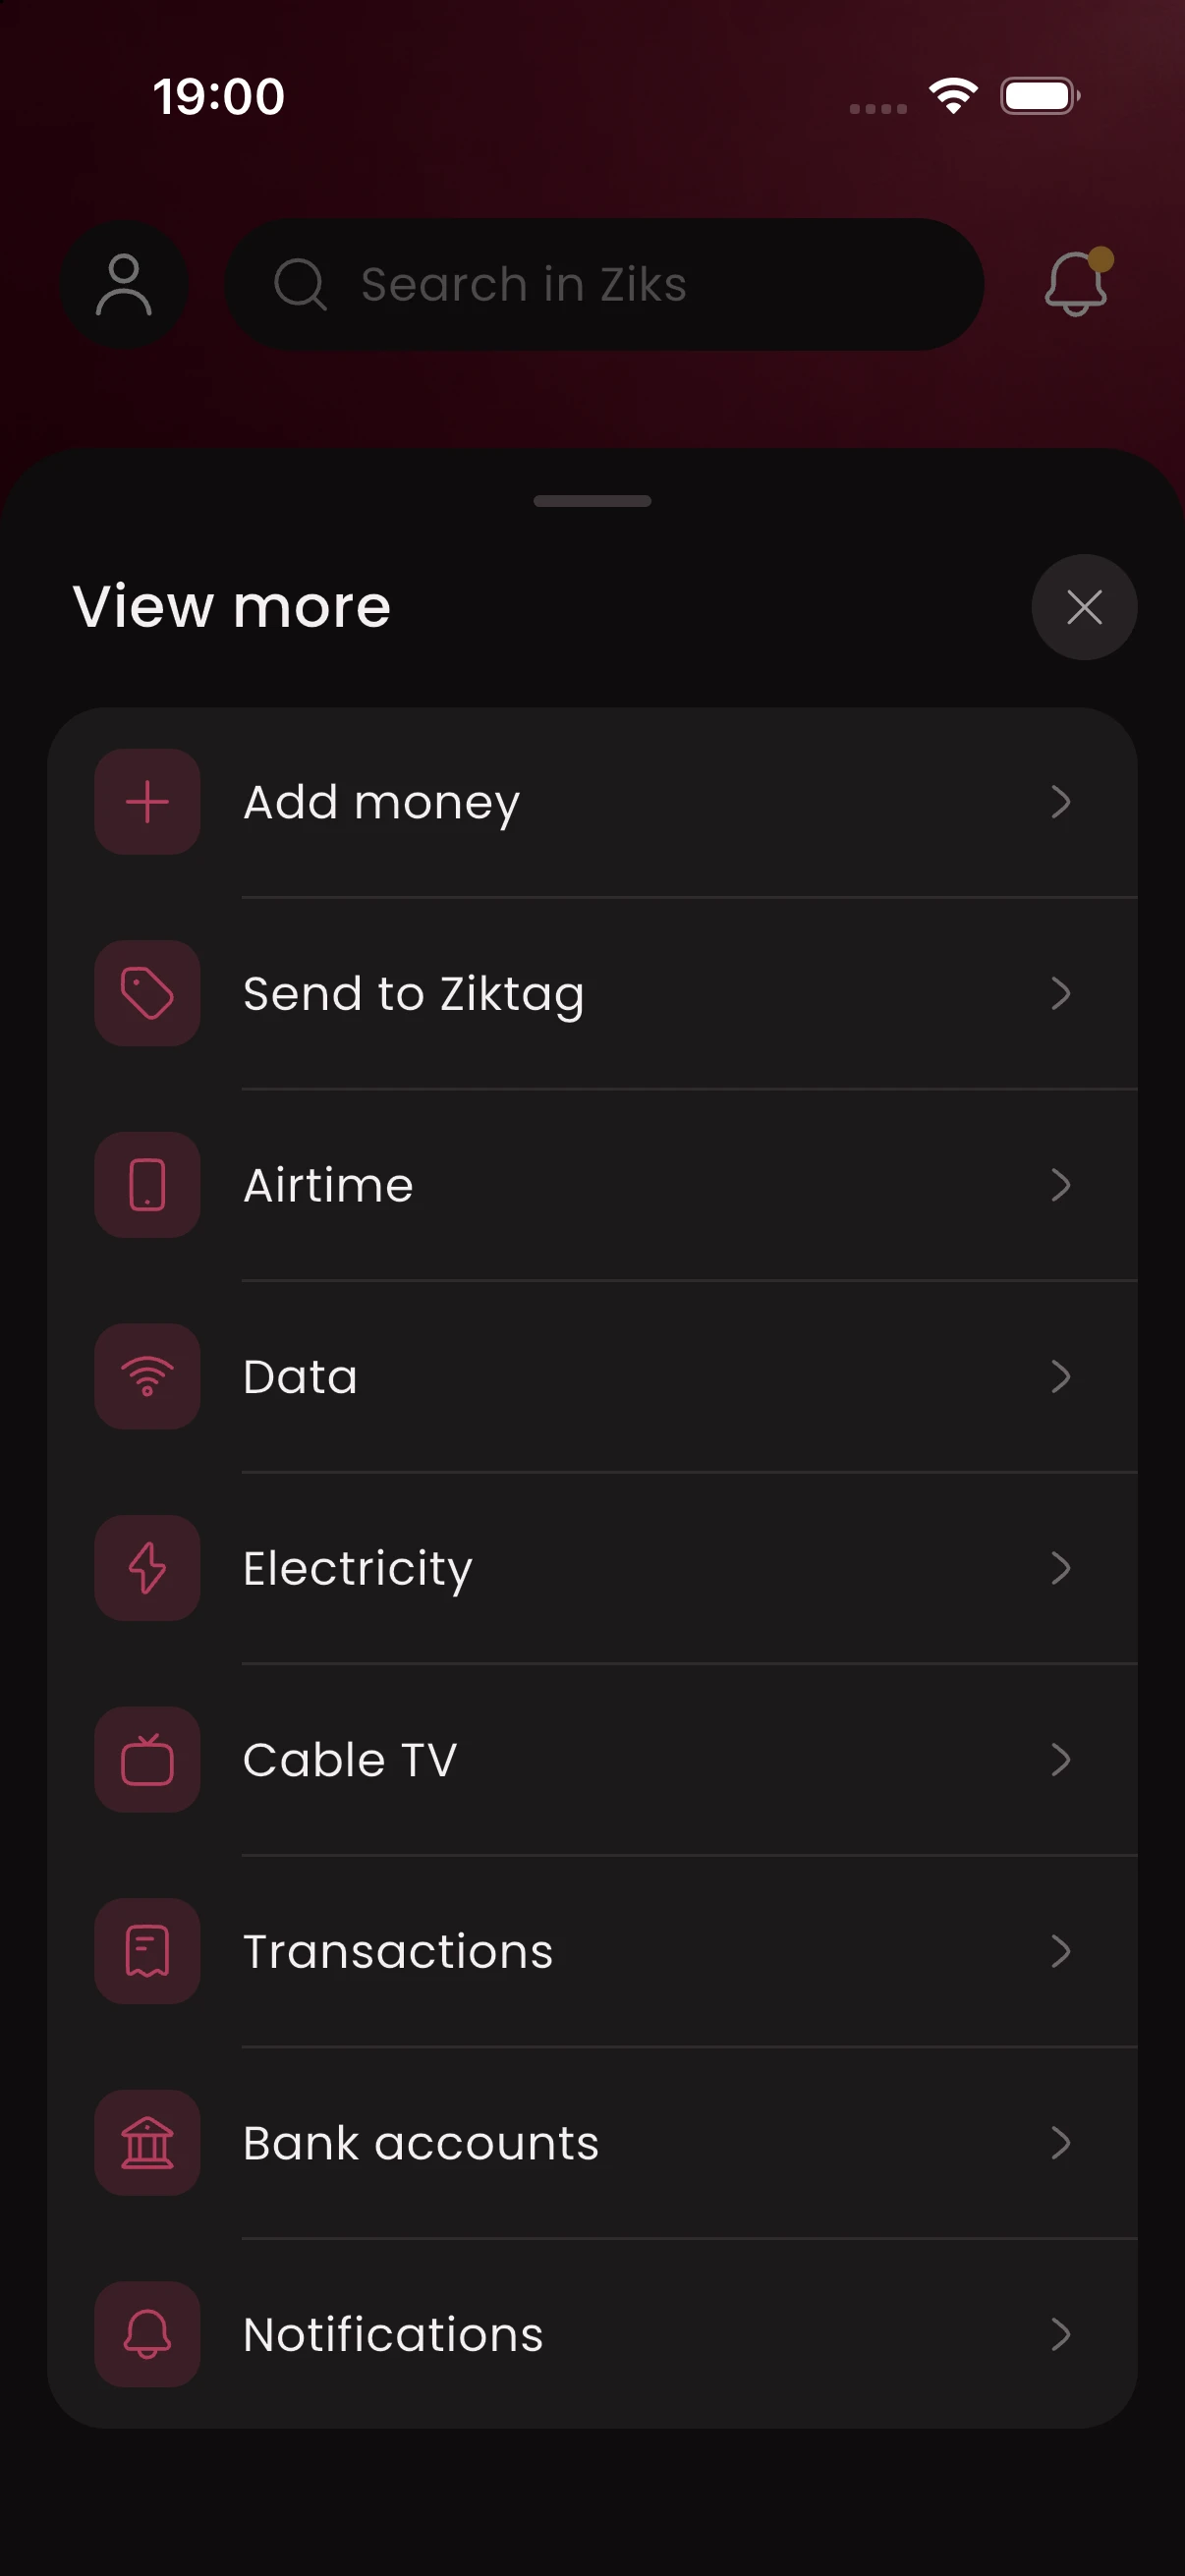 19:00
Search in Ziks
View more
Add money
Send to Ziktag
Airtime
Data
Electricity
Cable TV
Transactions
Bank accounts
Notifications